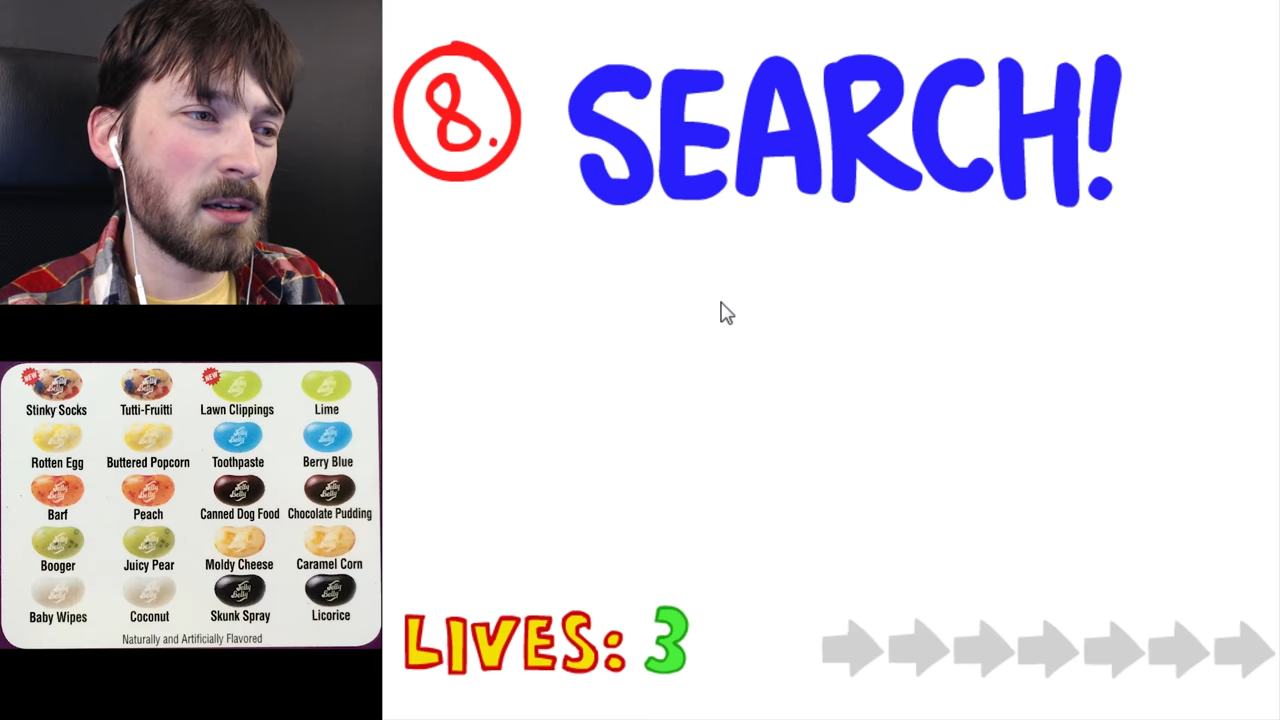 8. SEARCH!
NEW
NEW
Stinky Socks Tutti-Fruitti Lawn Clippings Lime
Rotten Egg Buttered Popcorn Toothpaste Berry Blue
Barf Peach Canned Dog Food Chocolate Pudding
Booger Juicy Pear Moldy Cheese Caramel Corn
Baby Wipes Coconut Skunk Spray Licorice
Naturally and Artificially Flavored
LIVES: 3